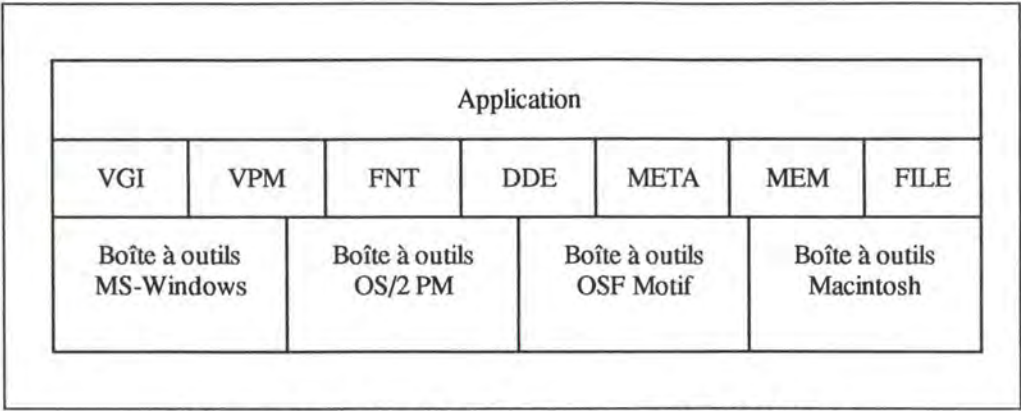 Application
VGI VPM FNT DDE META MEM FILE
Boîte à outils Boîte à outils Boîte à outils Boîte à outils
MS-Windows OS/2 PM OSF Motif Macintosh